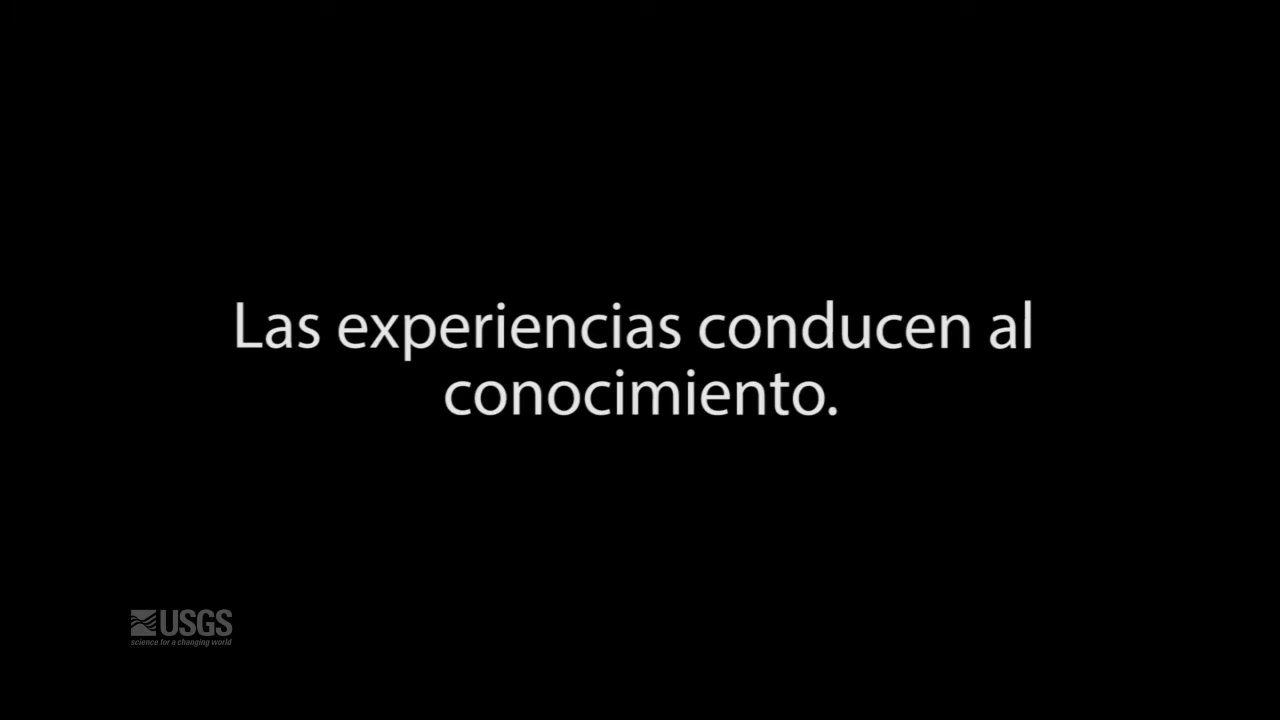 Las experiencias conducen al
conocimiento.
USGS
science for a changing world